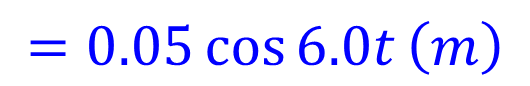 = 0.05 cos 6.0t (m)